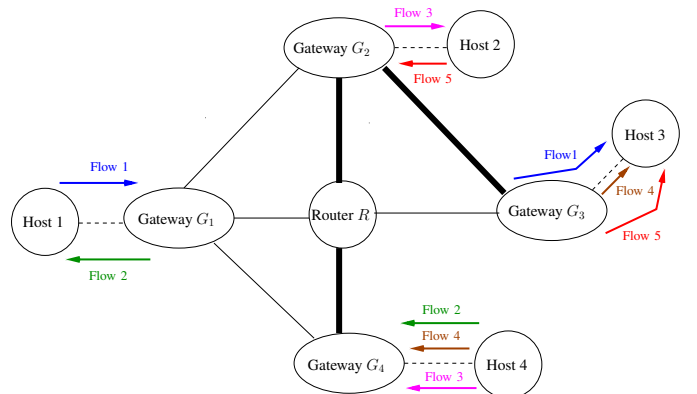 Flow 3
Gateway G2
Host 2
Flow 5
Flow 1
Flow1
Host 3
Flow 4
Host 1
Gateway G1
Router R
Gateway G3
Flow 5
Flow 2
Flow 2
Flow 4
Gateway G4
Host 4
Flow 3